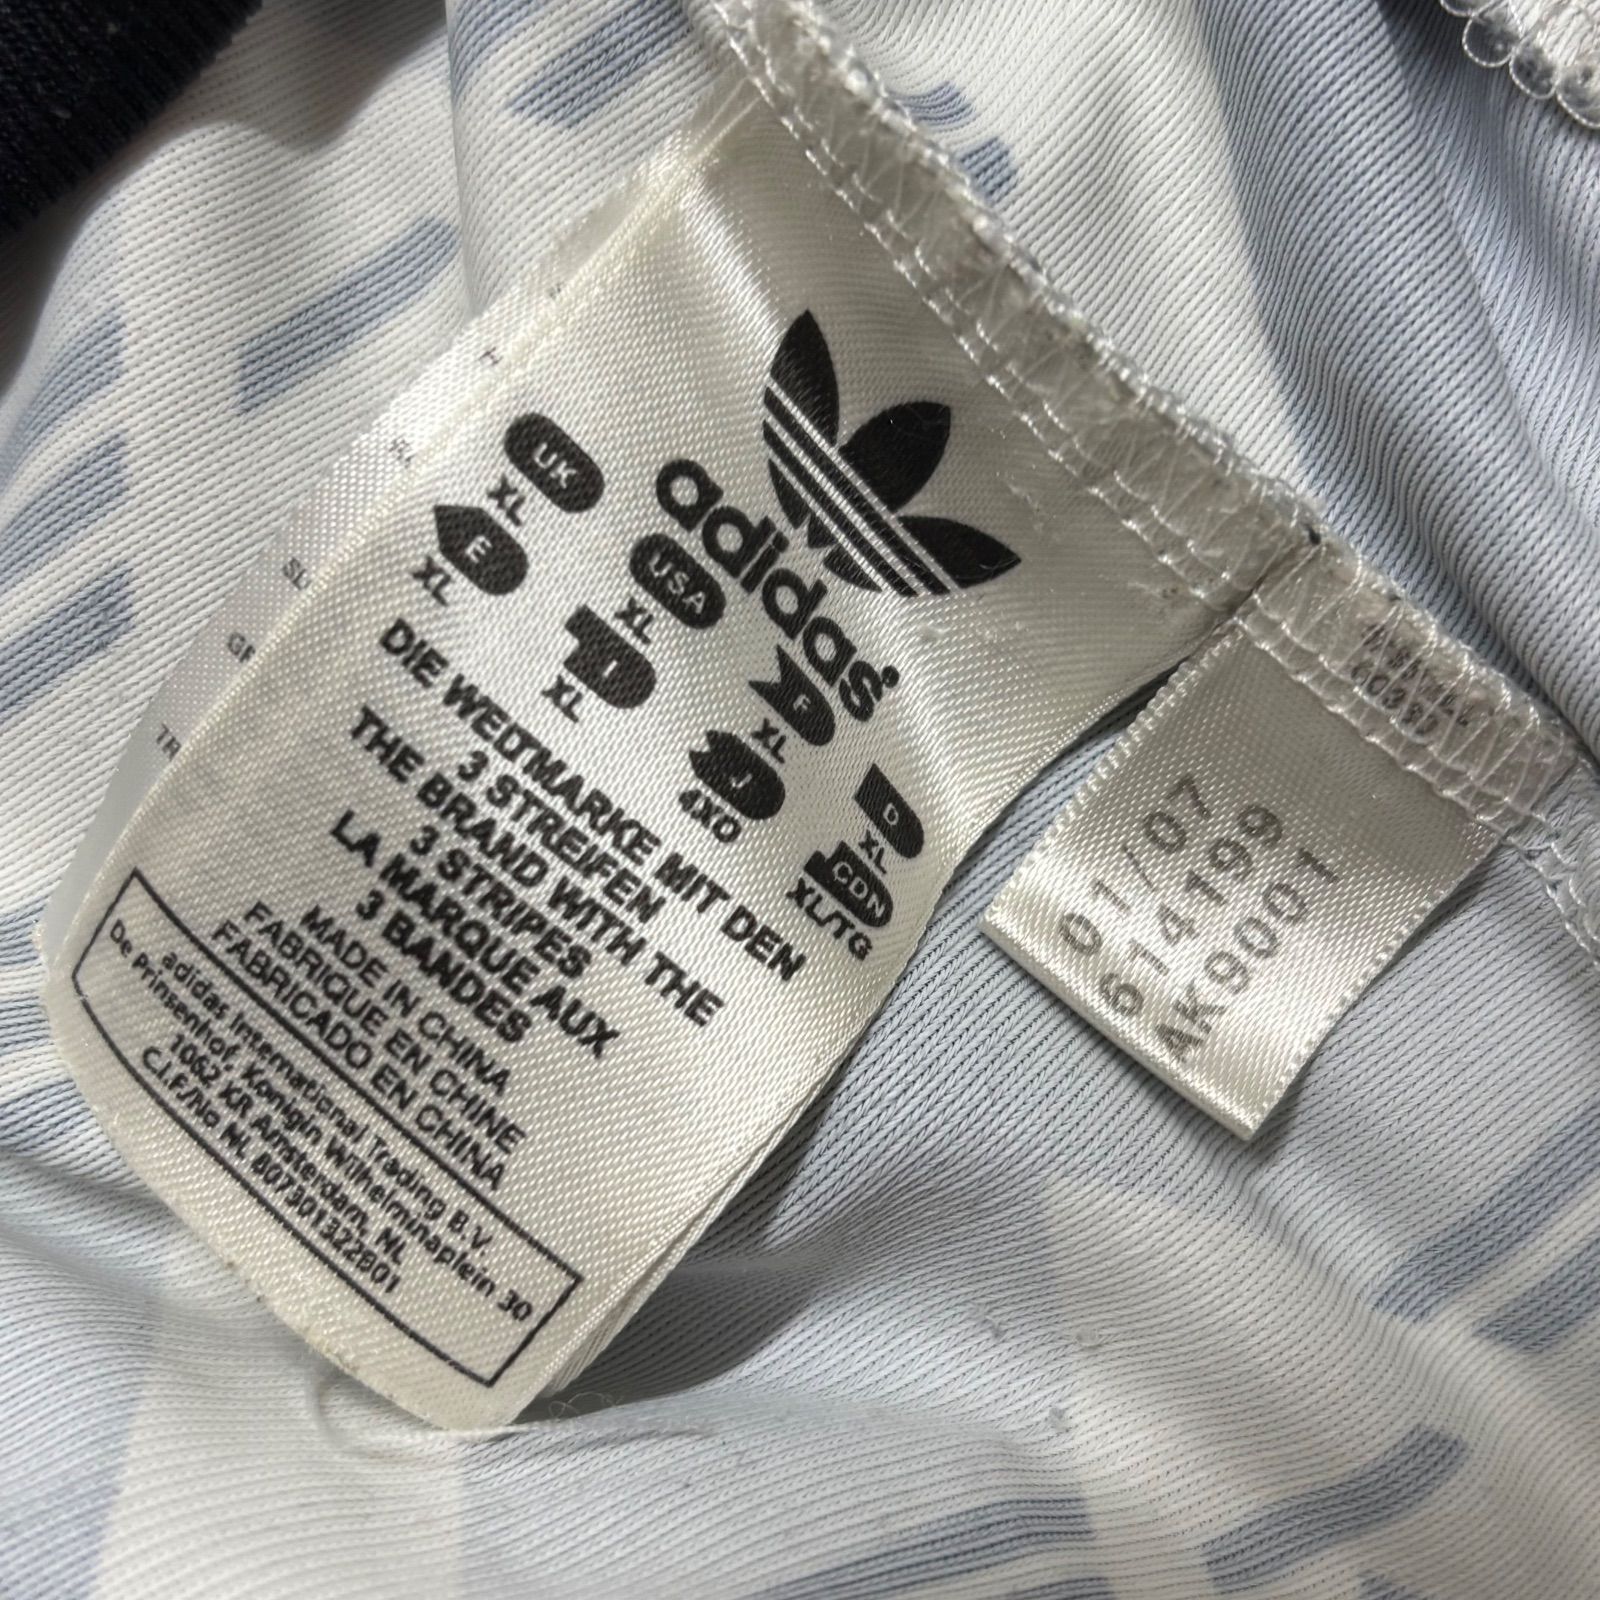 adidas
UK
XL
USA
XL
F
XL
D
XL
E
XL
I
XL
J
4XO
CDN
XL/TG
DIE WELTMARKE MIT DEN
3 STREIFEN
THE BRAND WITH THE
3 STRIPES
LA MARQUE AUX
3 BANDES
MADE IN CHINA
FABRIQUE EN CHINE
FABRICADO EN CHINA
adidas International Trading B.V.
De Prinsenhof, Konigin Wilhelminaplein 30
1062 KR Amsterdam, NL
C.I.F./No NL 807301322B01
01/07
614199
AK9001